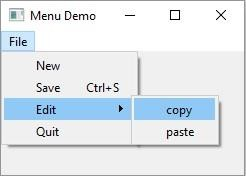 Menu Demo
File
New
Save Ctrl+S
Edit
copy
Quit
paste